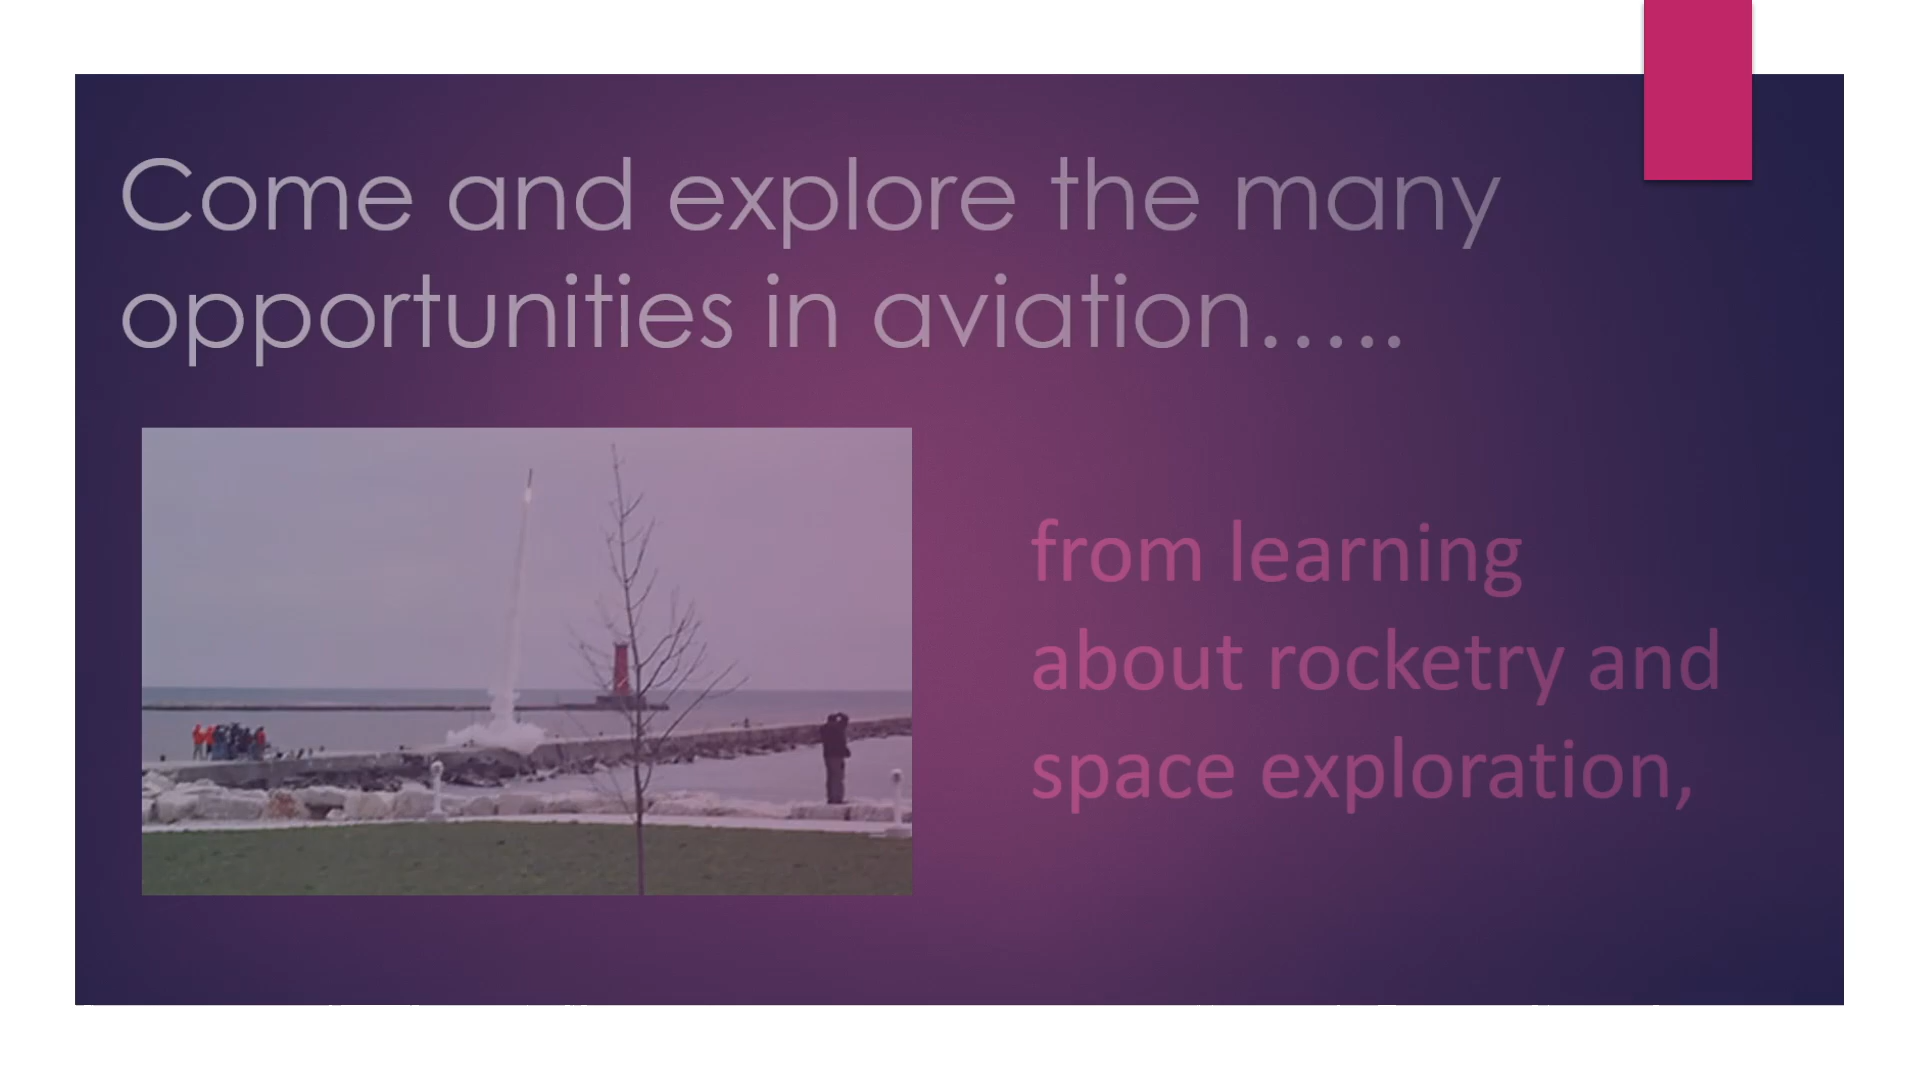 Come and explore the many
opportunities in aviation…..
from learning
about rocketry and
space exploration,